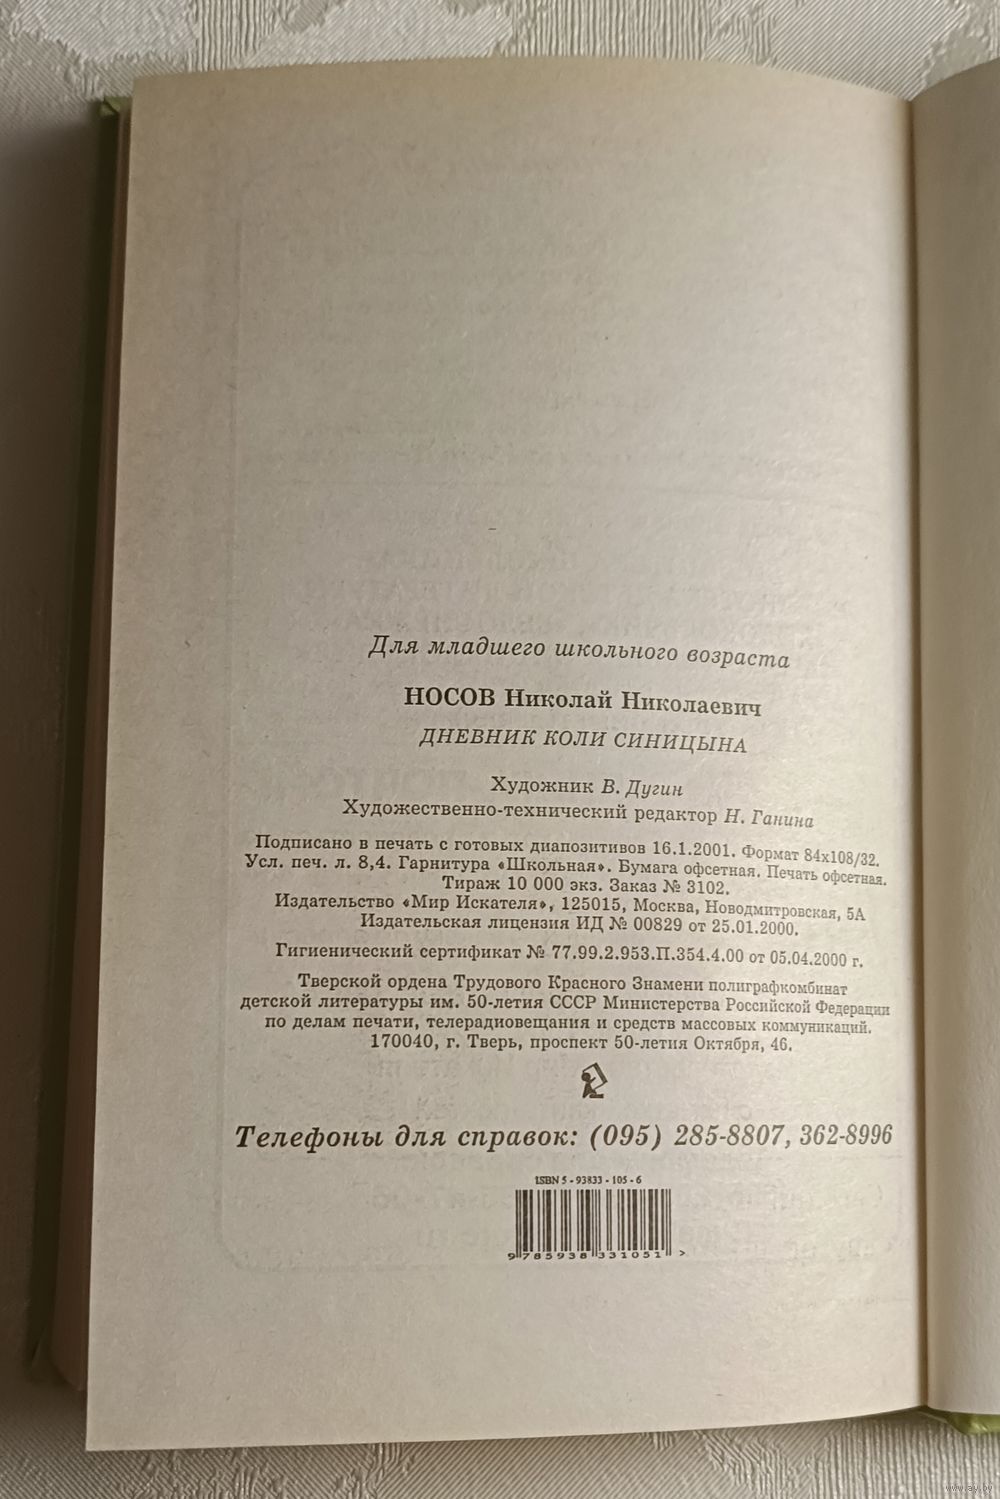 Для младшего школьного возраста
НОСОВ Николай Николаевич
ДНЕВНИК КОЛИ СИНИЦЫНА
Художник В. Дугин
Художественно-технический редактор Н. Ганина
Подписано в печать с готовых диапозитивов 16.1.2001. Формат 84х108/32.
Усл. печ. л. 8,4. Гарнитура «Школьная». Бумага офсетная. Печать офсетная.
Тираж 10 000 экз. Заказ № 3102.
Издательство «Мир Искателя», 125015, Москва, Новодмитровская, 5А
Издательская лицензия ИД № 00829 от 25.01.2000.
Гигиенический сертификат № 77.99.2.953.П.354.4.00 от 05.04.2000 г.
Тверской ордена Трудового Красного Знамени полиграфкомбинат
детской литературы им. 50-летия СССР Министерства Российской Федерации
по делам печати, телерадиовещания и средств массовых коммуникаций.
170040, г. Тверь, проспект 50-летия Октября, 46.
Телефоны для справок: (095) 285-8807, 362-8996
ISBN 5 - 93833 - 105 - 6
9 785938 331051 >
www.ay.by